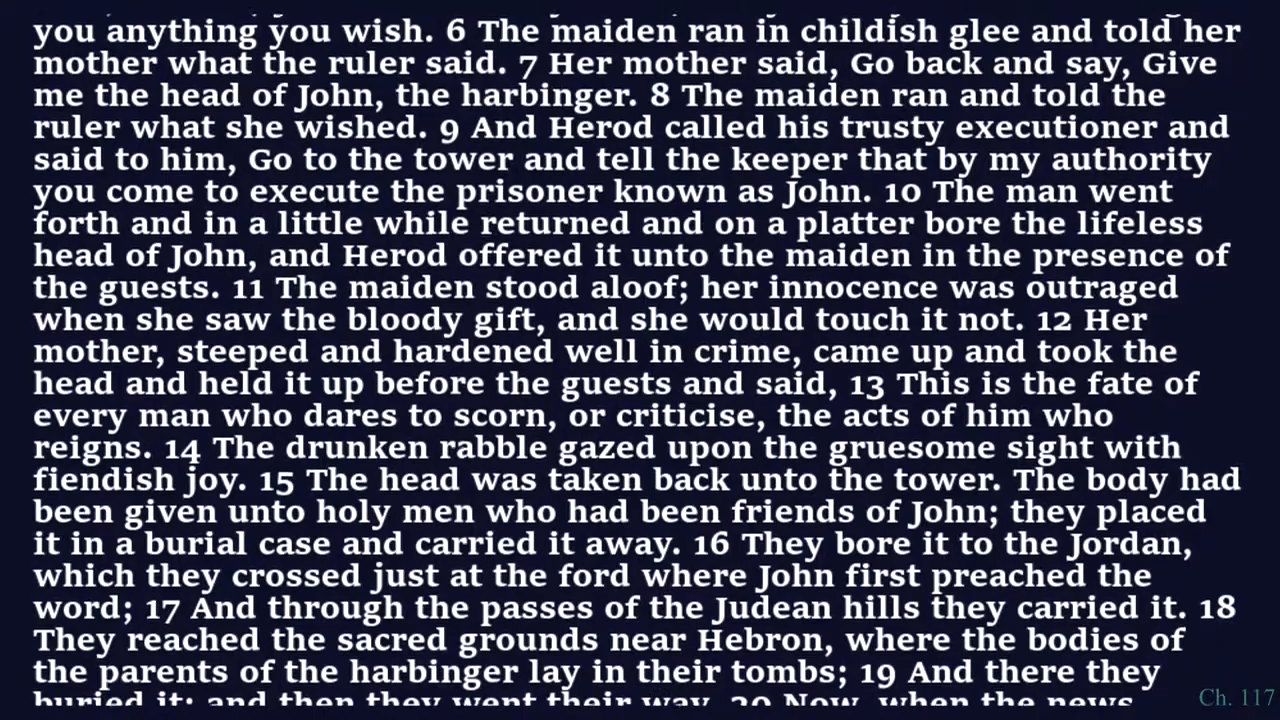 you anything you wish. 6 The maiden ran in childish glee and told her
mother what the ruler said. 7 Her mother said, Go back and say, Give
me the head of John, the harbinger. 8 The maiden ran and told the
ruler what she wished. 9 And Herod called his trusty executioner and
said to him, Go to the tower and tell the keeper that by my authority
you come to execute the prisoner known as John. 10 The man went
forth and in a little while returned and on a platter bore the lifeless
head of John, and Herod offered it unto the maiden in the presence of
the guests. 11 The maiden stood aloof; her innocence was outraged
when she saw the bloody gift, and she would touch it not. 12 Her
mother, steeped and hardened well in crime, came up and took the
head and held it up before the guests and said, 13 This is the fate of
every man who dares to scorn, or criticise, the acts of him who
reigns. 14 The drunken rabble gazed upon the gruesome sight with
fiendish joy. 15 The head was taken back unto the tower. The body had
been given unto holy men who had been friends of John; they placed
it in a burial case and carried it away. 16 They bore it to the Jordan,
which they crossed just at the ford where John first preached the
word; 17 And through the passes of the Judean hills they carried it. 18
They reached the sacred grounds near Hebron, where the bodies of
the parents of the harbinger lay in their tombs; 19 And there they
buried it; and then they went their way. 20 Now, when the news
Ch. 117